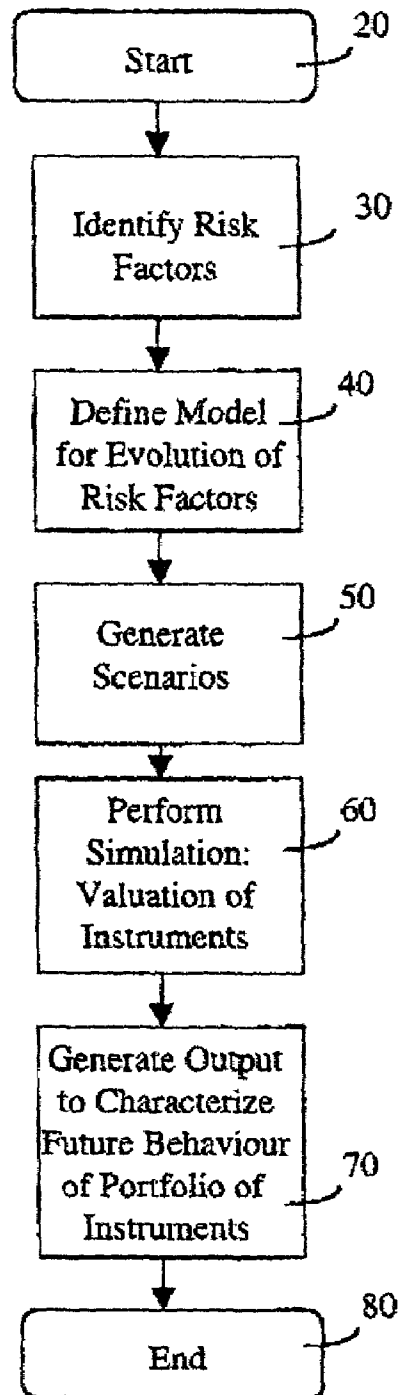 20
Start
30
Identify Risk
Factors
40
Define Model
for Evolution of
Risk Factors
50
Generate
Scenarios
60
Perform
Simulation:
Valuation of
Instruments
Generate Output
to Characterize
Future Behaviour
of Portfolio of
70
Instruments
80
End